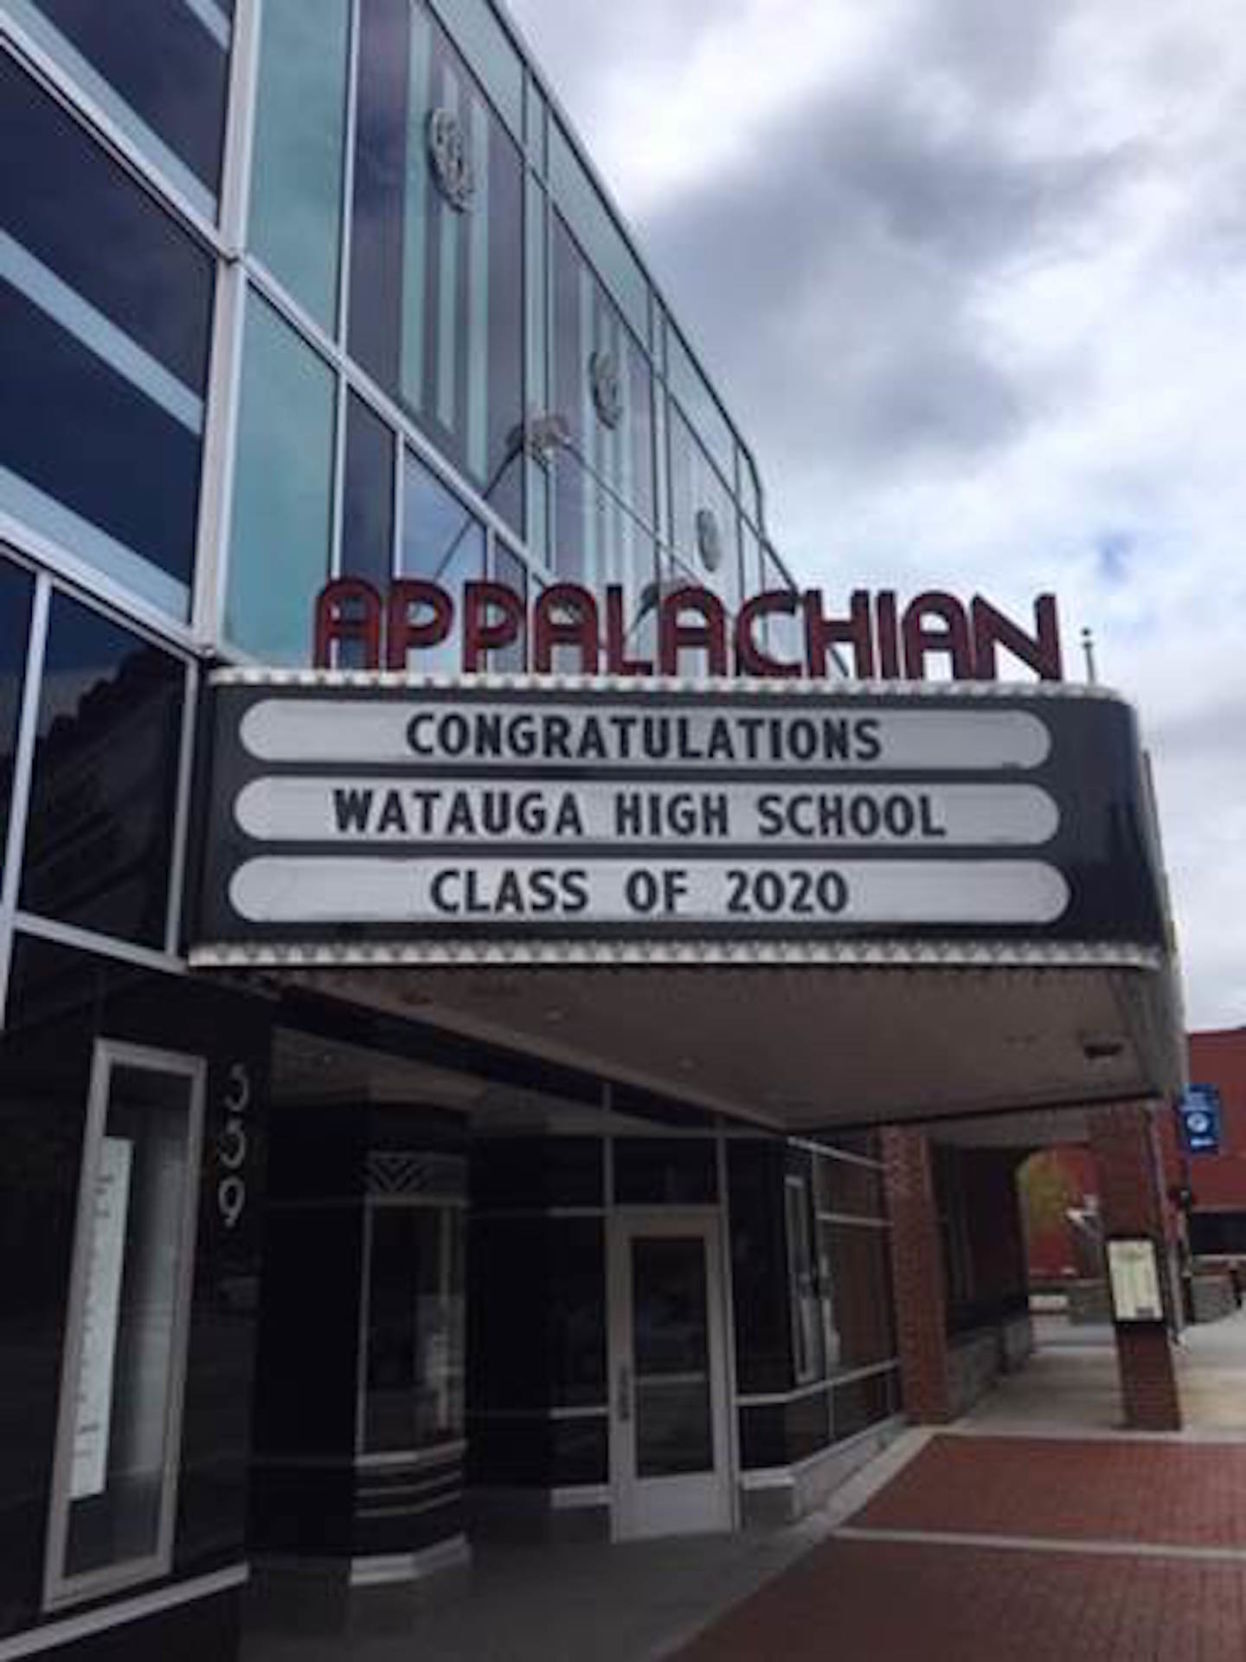 APPALACHIAN
CONGRATULATIONS
WATAUGA HIGH SCHOOL
CLASS OF 2020
559